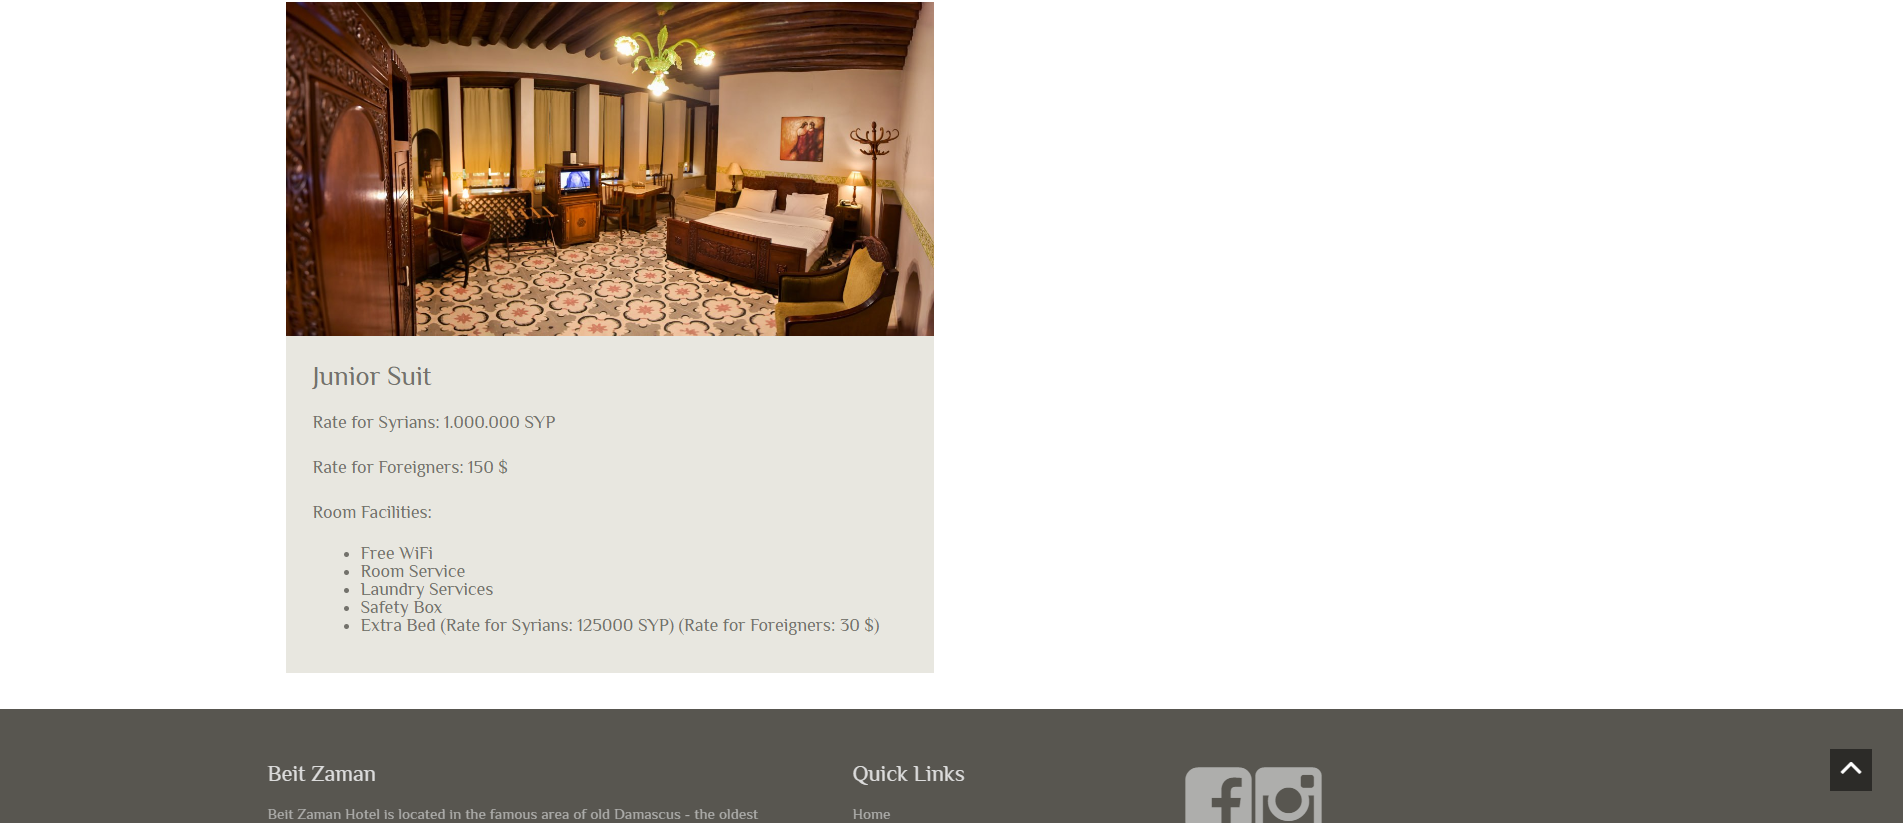 Junior Suit
Rate for Syrians: 1.000.000 SYP
Rate for Foreigners: 150 $
Room Facilities:
Free WiFi
Room Service
Laundry Services
Safety Box
Extra Bed (Rate for Syrians: 125000 SYP) (Rate for Foreigners: 30 $)
Beit Zaman
Beit Zaman Hotel is located in the famous area of old Damascus - the oldest
Quick Links
Home